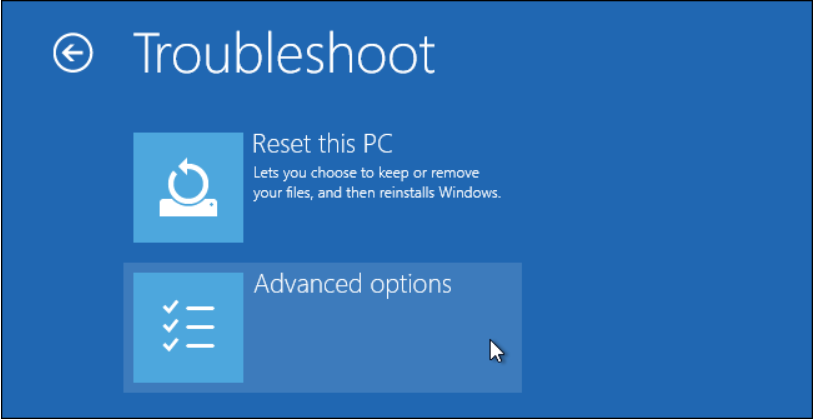 Troubleshoot
Reset this PC
Lets you choose to keep or remove
your files, and then reinstalls Windows.
Advanced options